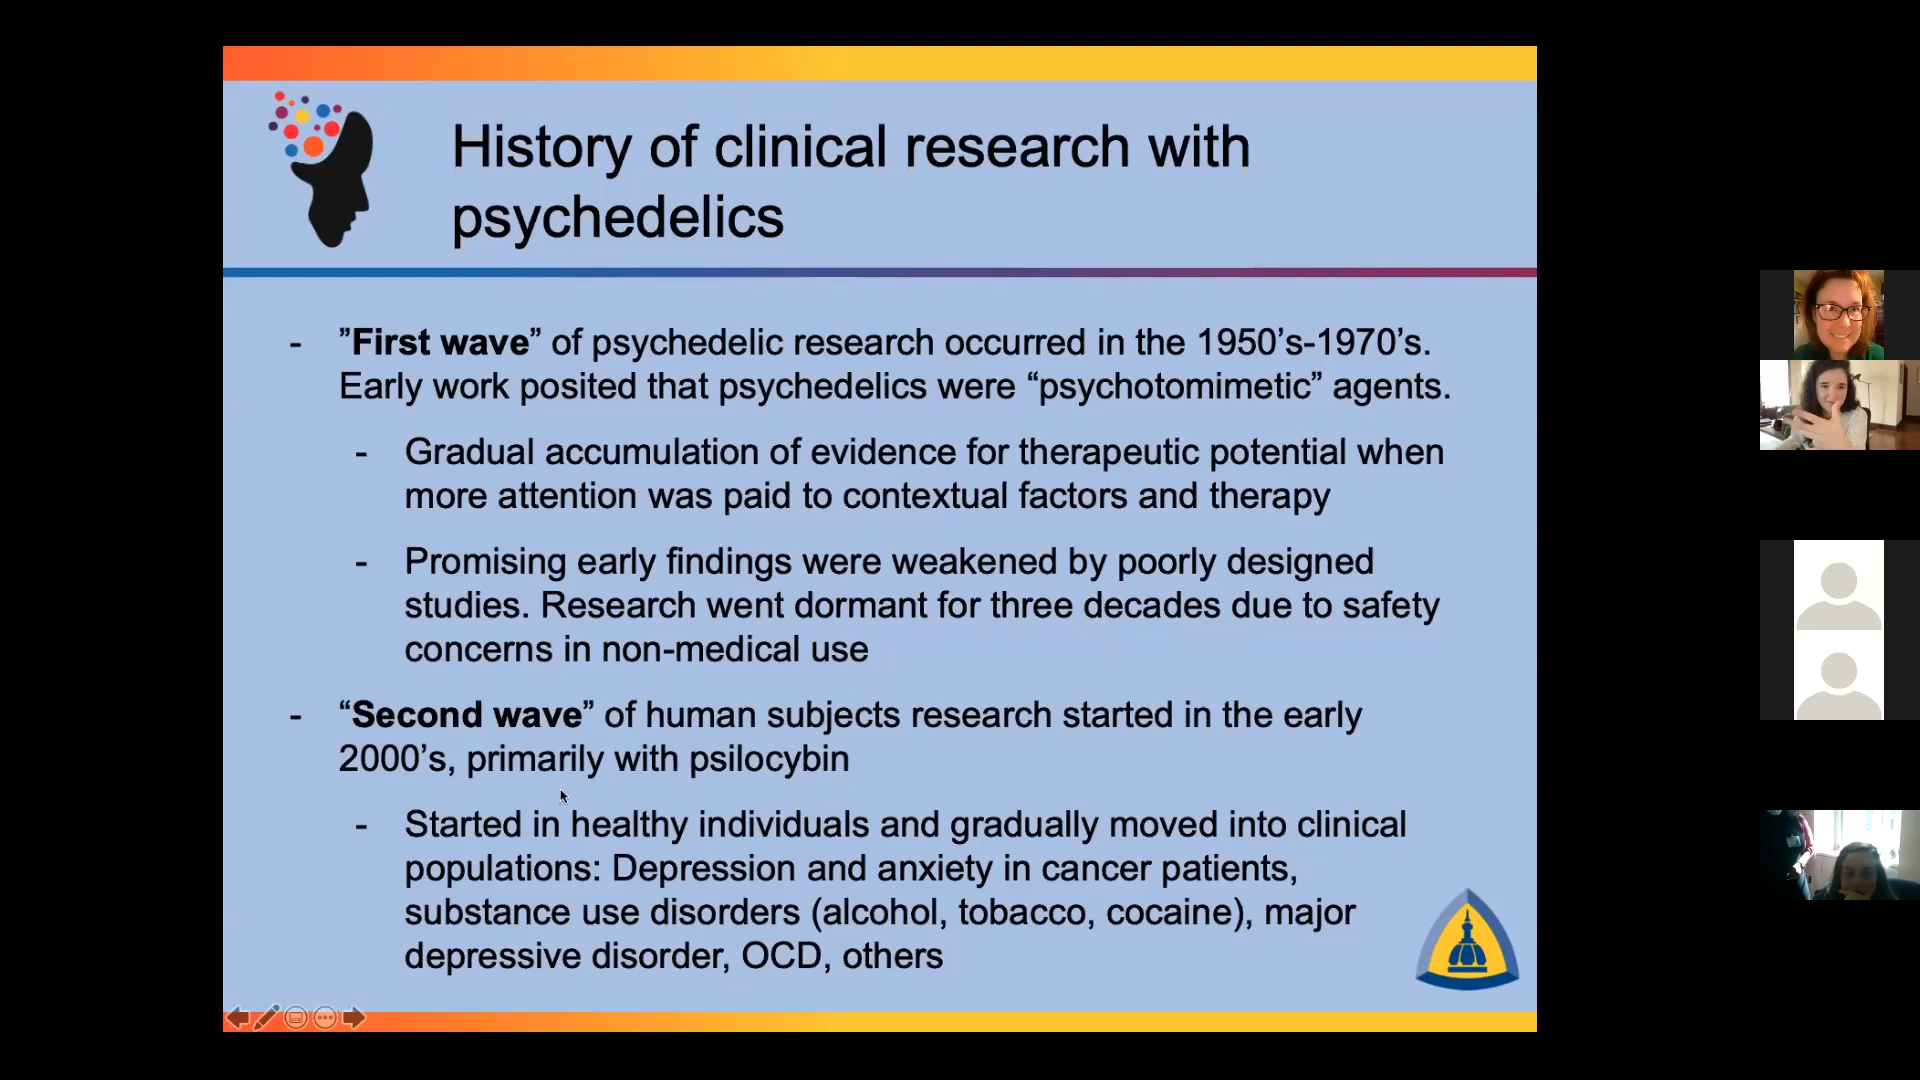 History of clinical research with
psychedelics
- ”First wave” of psychedelic research occurred in the 1950’s-1970’s.
Early work posited that psychedelics were “psychotomimetic” agents.
- Gradual accumulation of evidence for therapeutic potential when
more attention was paid to contextual factors and therapy
- Promising early findings were weakened by poorly designed
studies. Research went dormant for three decades due to safety
concerns in non-medical use
- “Second wave” of human subjects research started in the early
2000’s, primarily with psilocybin
- Started in healthy individuals and gradually moved into clinical
populations: Depression and anxiety in cancer patients,
substance use disorders (alcohol, tobacco, cocaine), major
depressive disorder, OCD, others